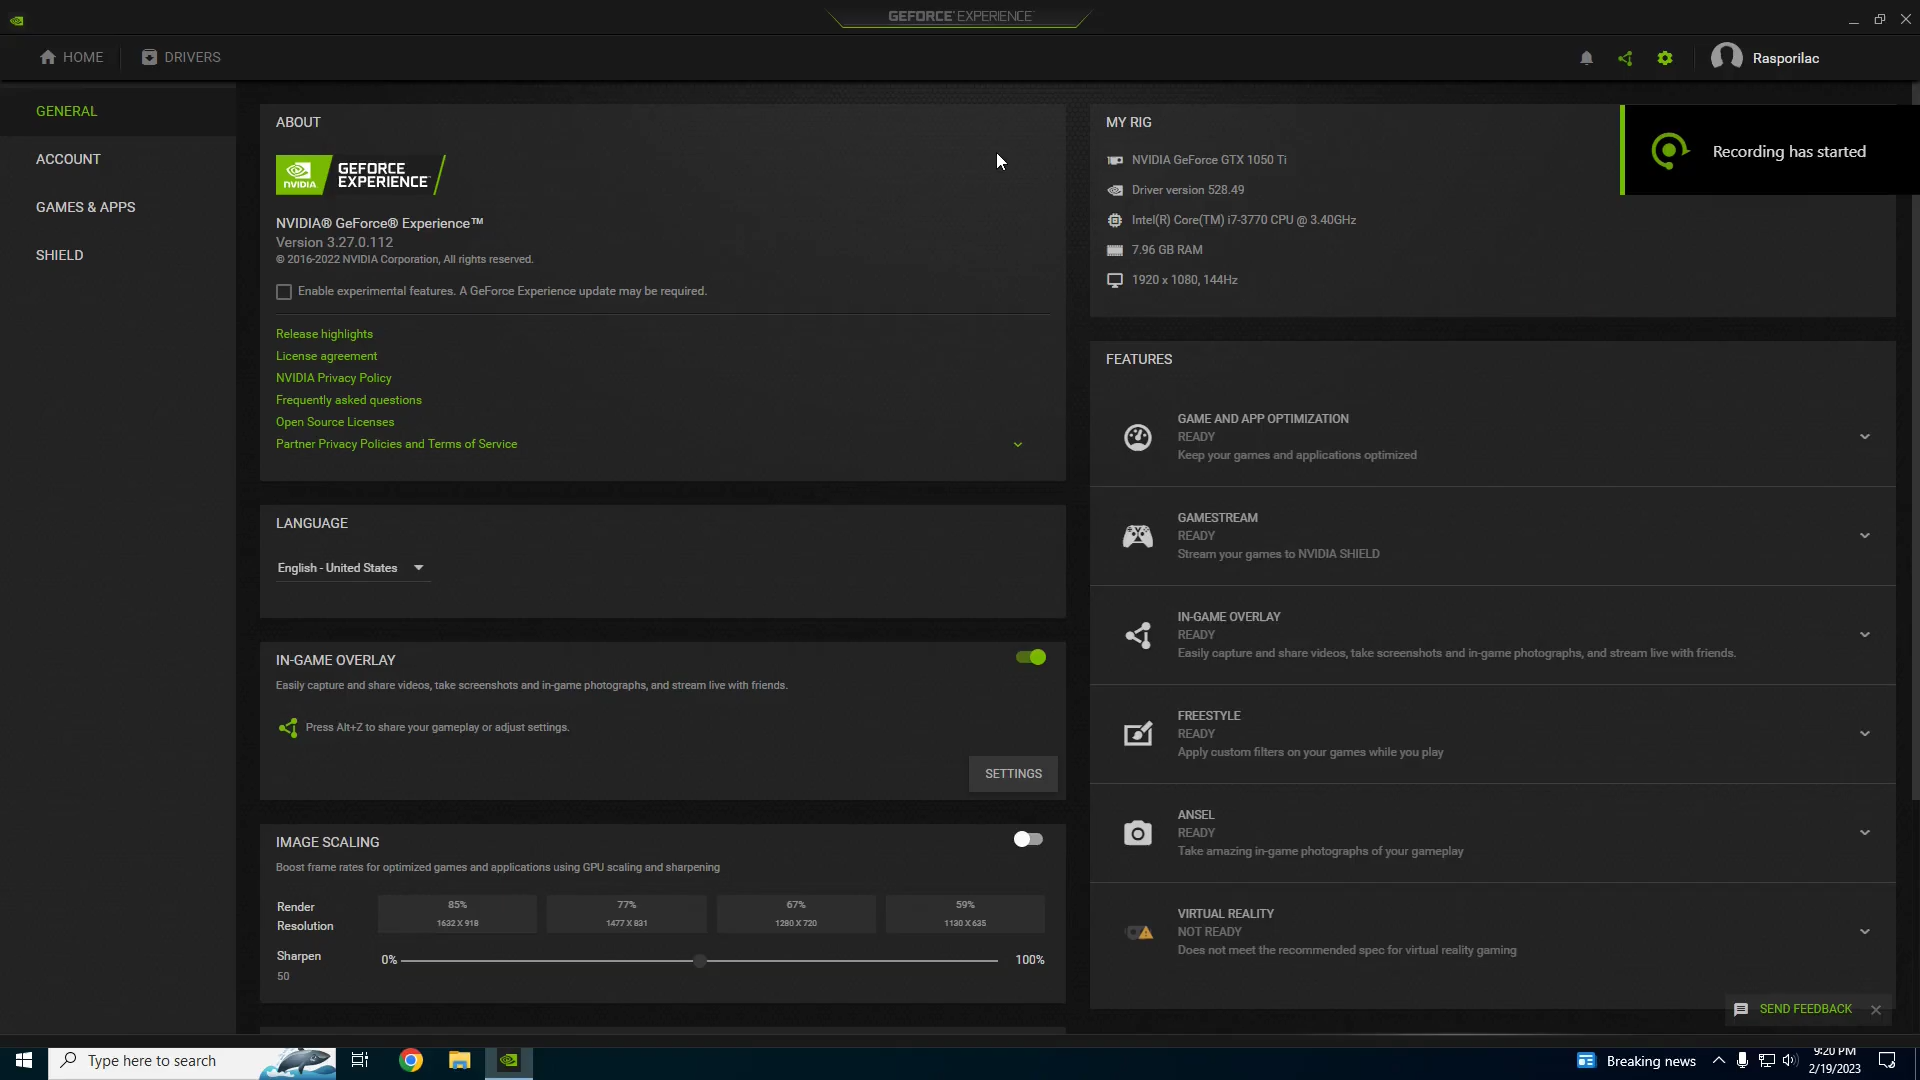 GEFORCE EXPERIENCE
HOME
DRIVERS
Rasporilac
GENERAL
ACCOUNT
GAMES & APPS
SHIELD
ABOUT
NVIDIA
GEFORCE
EXPERIENCE
NVIDIA® GeForce® Experience™
Version 3.27.0.112
© 2016-2022 NVIDIA Corporation, All rights reserved.
Enable experimental features. A GeForce Experience update may be required.
Release highlights
License agreement
NVIDIA Privacy Policy
Frequently asked questions
Open Source Licenses
Partner Privacy Policies and Terms of Service
LANGUAGE
English - United States
IN-GAME OVERLAY
Easily capture and share videos, take screenshots and in-game photographs, and stream live with friends.
Press Alt+Z to share your gameplay or adjust settings.
SETTINGS
IMAGE SCALING
Boost frame rates for optimized games and applications using GPU scaling and sharpening
Render
Resolution
85%
1632 X 918
77%
1477 X 831
67%
1280 X 720
59%
1130 X 635
Sharpen
50
0%
100%
MY RIG
NVIDIA GeForce GTX 1050 Ti
Driver version 528.49
Intel(R) Core(TM) i7-3770 CPU @ 3.40GHz
7.96 GB RAM
1920 x 1080, 144Hz
Recording has started
FEATURES
GAME AND APP OPTIMIZATION
READY
Keep your games and applications optimized
GAMESTREAM
READY
Stream your games to NVIDIA SHIELD
IN-GAME OVERLAY
READY
Easily capture and share videos, take screenshots and in-game photographs, and stream live with friends.
FREESTYLE
READY
Apply custom filters on your games while you play
ANSEL
READY
Take amazing in-game photographs of your gameplay
VIRTUAL REALITY
NOT READY
Does not meet the recommended spec for virtual reality gaming
SEND FEEDBACK
Type here to search
Breaking news
9:20 PM
2/19/2023